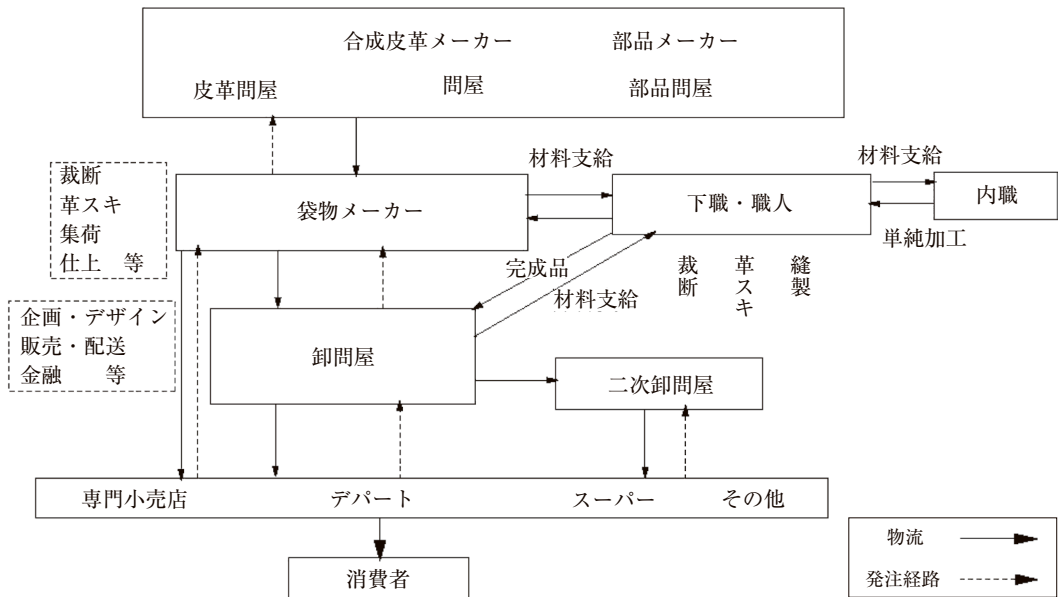 合成皮革メーカー
部品メーカー
皮革問屋
問屋
部品問屋
裁断
革スキ
集荷
仕上　等
袋物メーカー
材料支給
下職・職人
材料支給
内職
単純加工
完成品
材料支給
裁断
革スキ
縫製
企画・デザイン
販売・配送
金融　　等
卸問屋
二次卸問屋
専門小売店
デパート
スーパー
その他
消費者
物流
発注経路